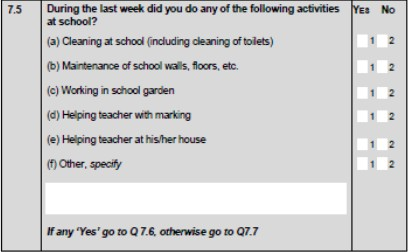 7.5 During the last week did you do any of the following activities YES NO
at school?
(a) Cleaning at school (including cleaning of toilets) 1 2
(b) Maintenance of school walls, floors, etc. 1 2
(c) Working in school garden 1 2
(d) Helping teacher with marking 1 2
(e) Helping teacher at his/her house 1 2
(f) Other, specify 1 2
If any ‘Yes’ go to Q 7.6, otherwise go to Q7.7